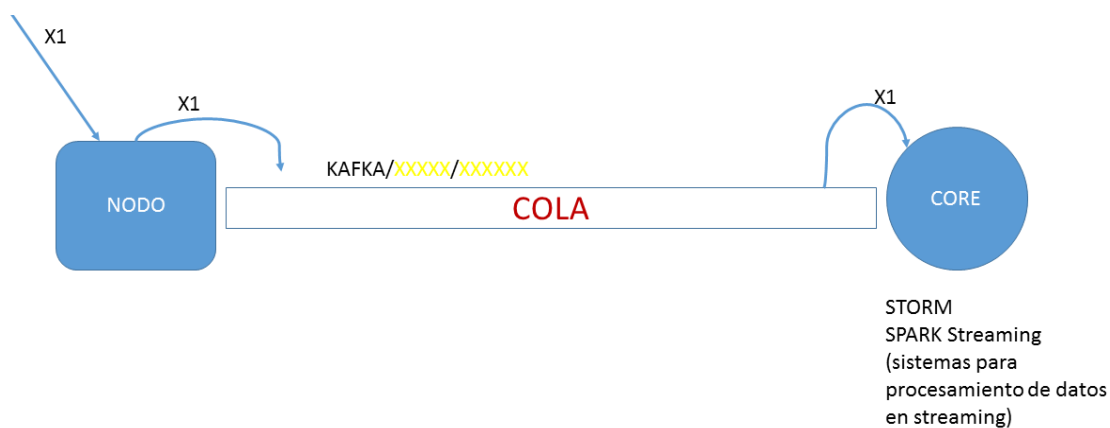 X1
X1
X1
KAFKA/XXXXX/XXXXXX
NODO
COLA
CORE
STORM
SPARK Streaming
(sistemas para
procesamiento de datos
en streaming)